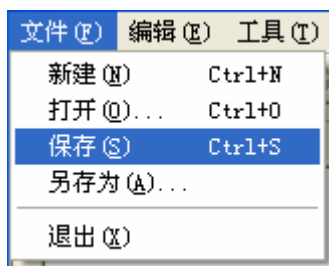 文件(F) 编辑(E) 工具(T)
新建(N) Ctrl+N
打开(O)... Ctrl+O
保存(S) Ctrl+S
另存为(A)...
退出(X)